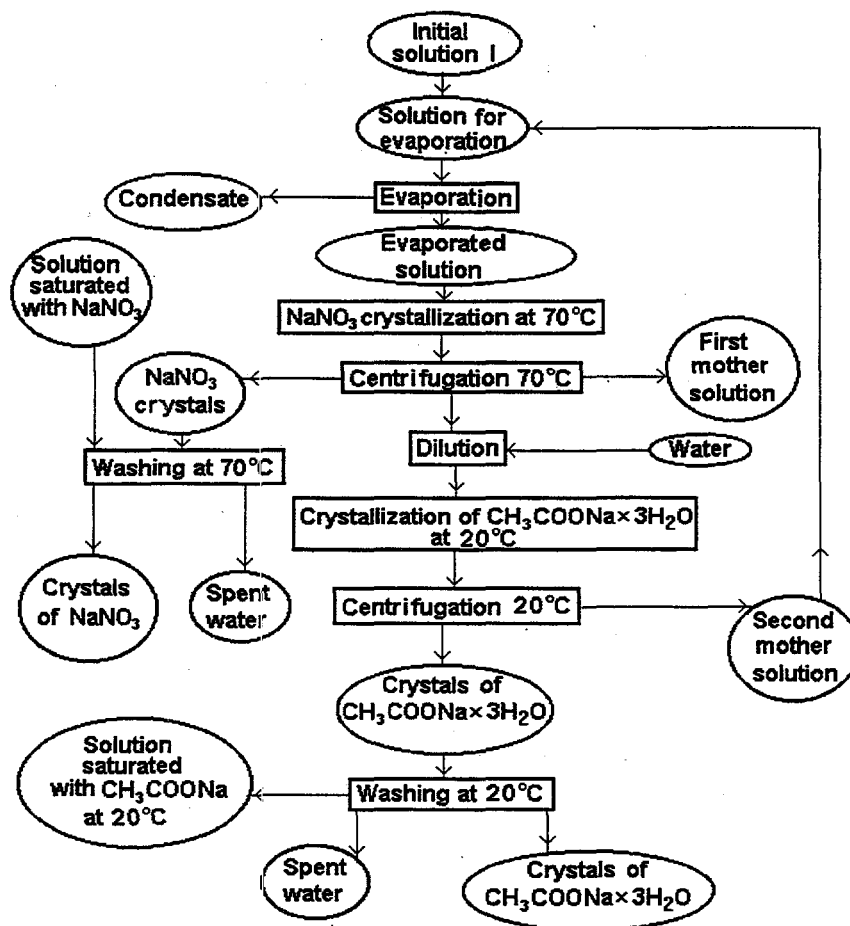 Initial
solution I
Solution for
evaporation
Condensate
Evaporation
Evaporated
solution
Solution
saturated
with NaNO₃
NaNO₃ crystallization at 70°C
NaNO₃
crystals
Centrifugation 70°C
First
mother
solution
Dilution
Water
Washing at 70°C
Crystallization of CH₃COONa×3H₂O
at 20°C
Crystals
of NaNO₃
Spent
water
Centrifugation 20°C
Second
mother
solution
Crystals of
CH₃COONa×3H₂O
Solution
saturated
with CH₃COONa
at 20°C
Washing at 20°C
Spent
water
Crystals of
CH₃COONa×3H₂O